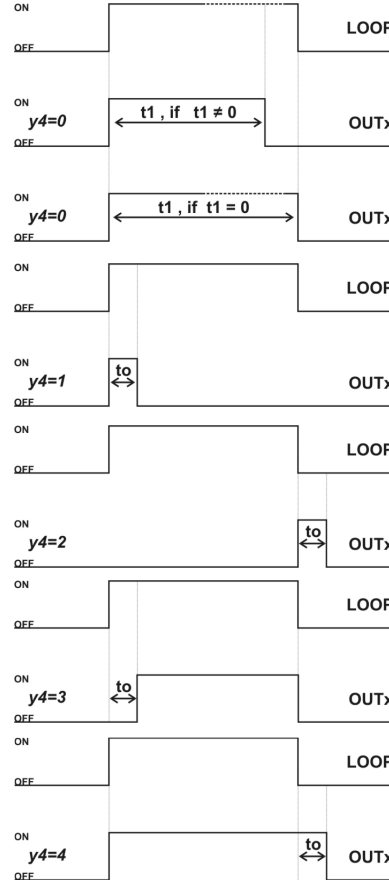 ON
LOOP
OFF
ON
t1 , if t1 ≠ 0
y4=0
OUTx
OFF
ON
t1 , if t1 = 0
y4=0
OUTx
OFF
ON
LOOP
OFF
ON
to
y4=1
OUTx
OFF
ON
LOOP
OFF
ON
to
y4=2
OUTx
OFF
ON
LOOP
OFF
ON
to
y4=3
OUTx
OFF
ON
LOOP
OFF
ON
to
y4=4
OUTx
OFF